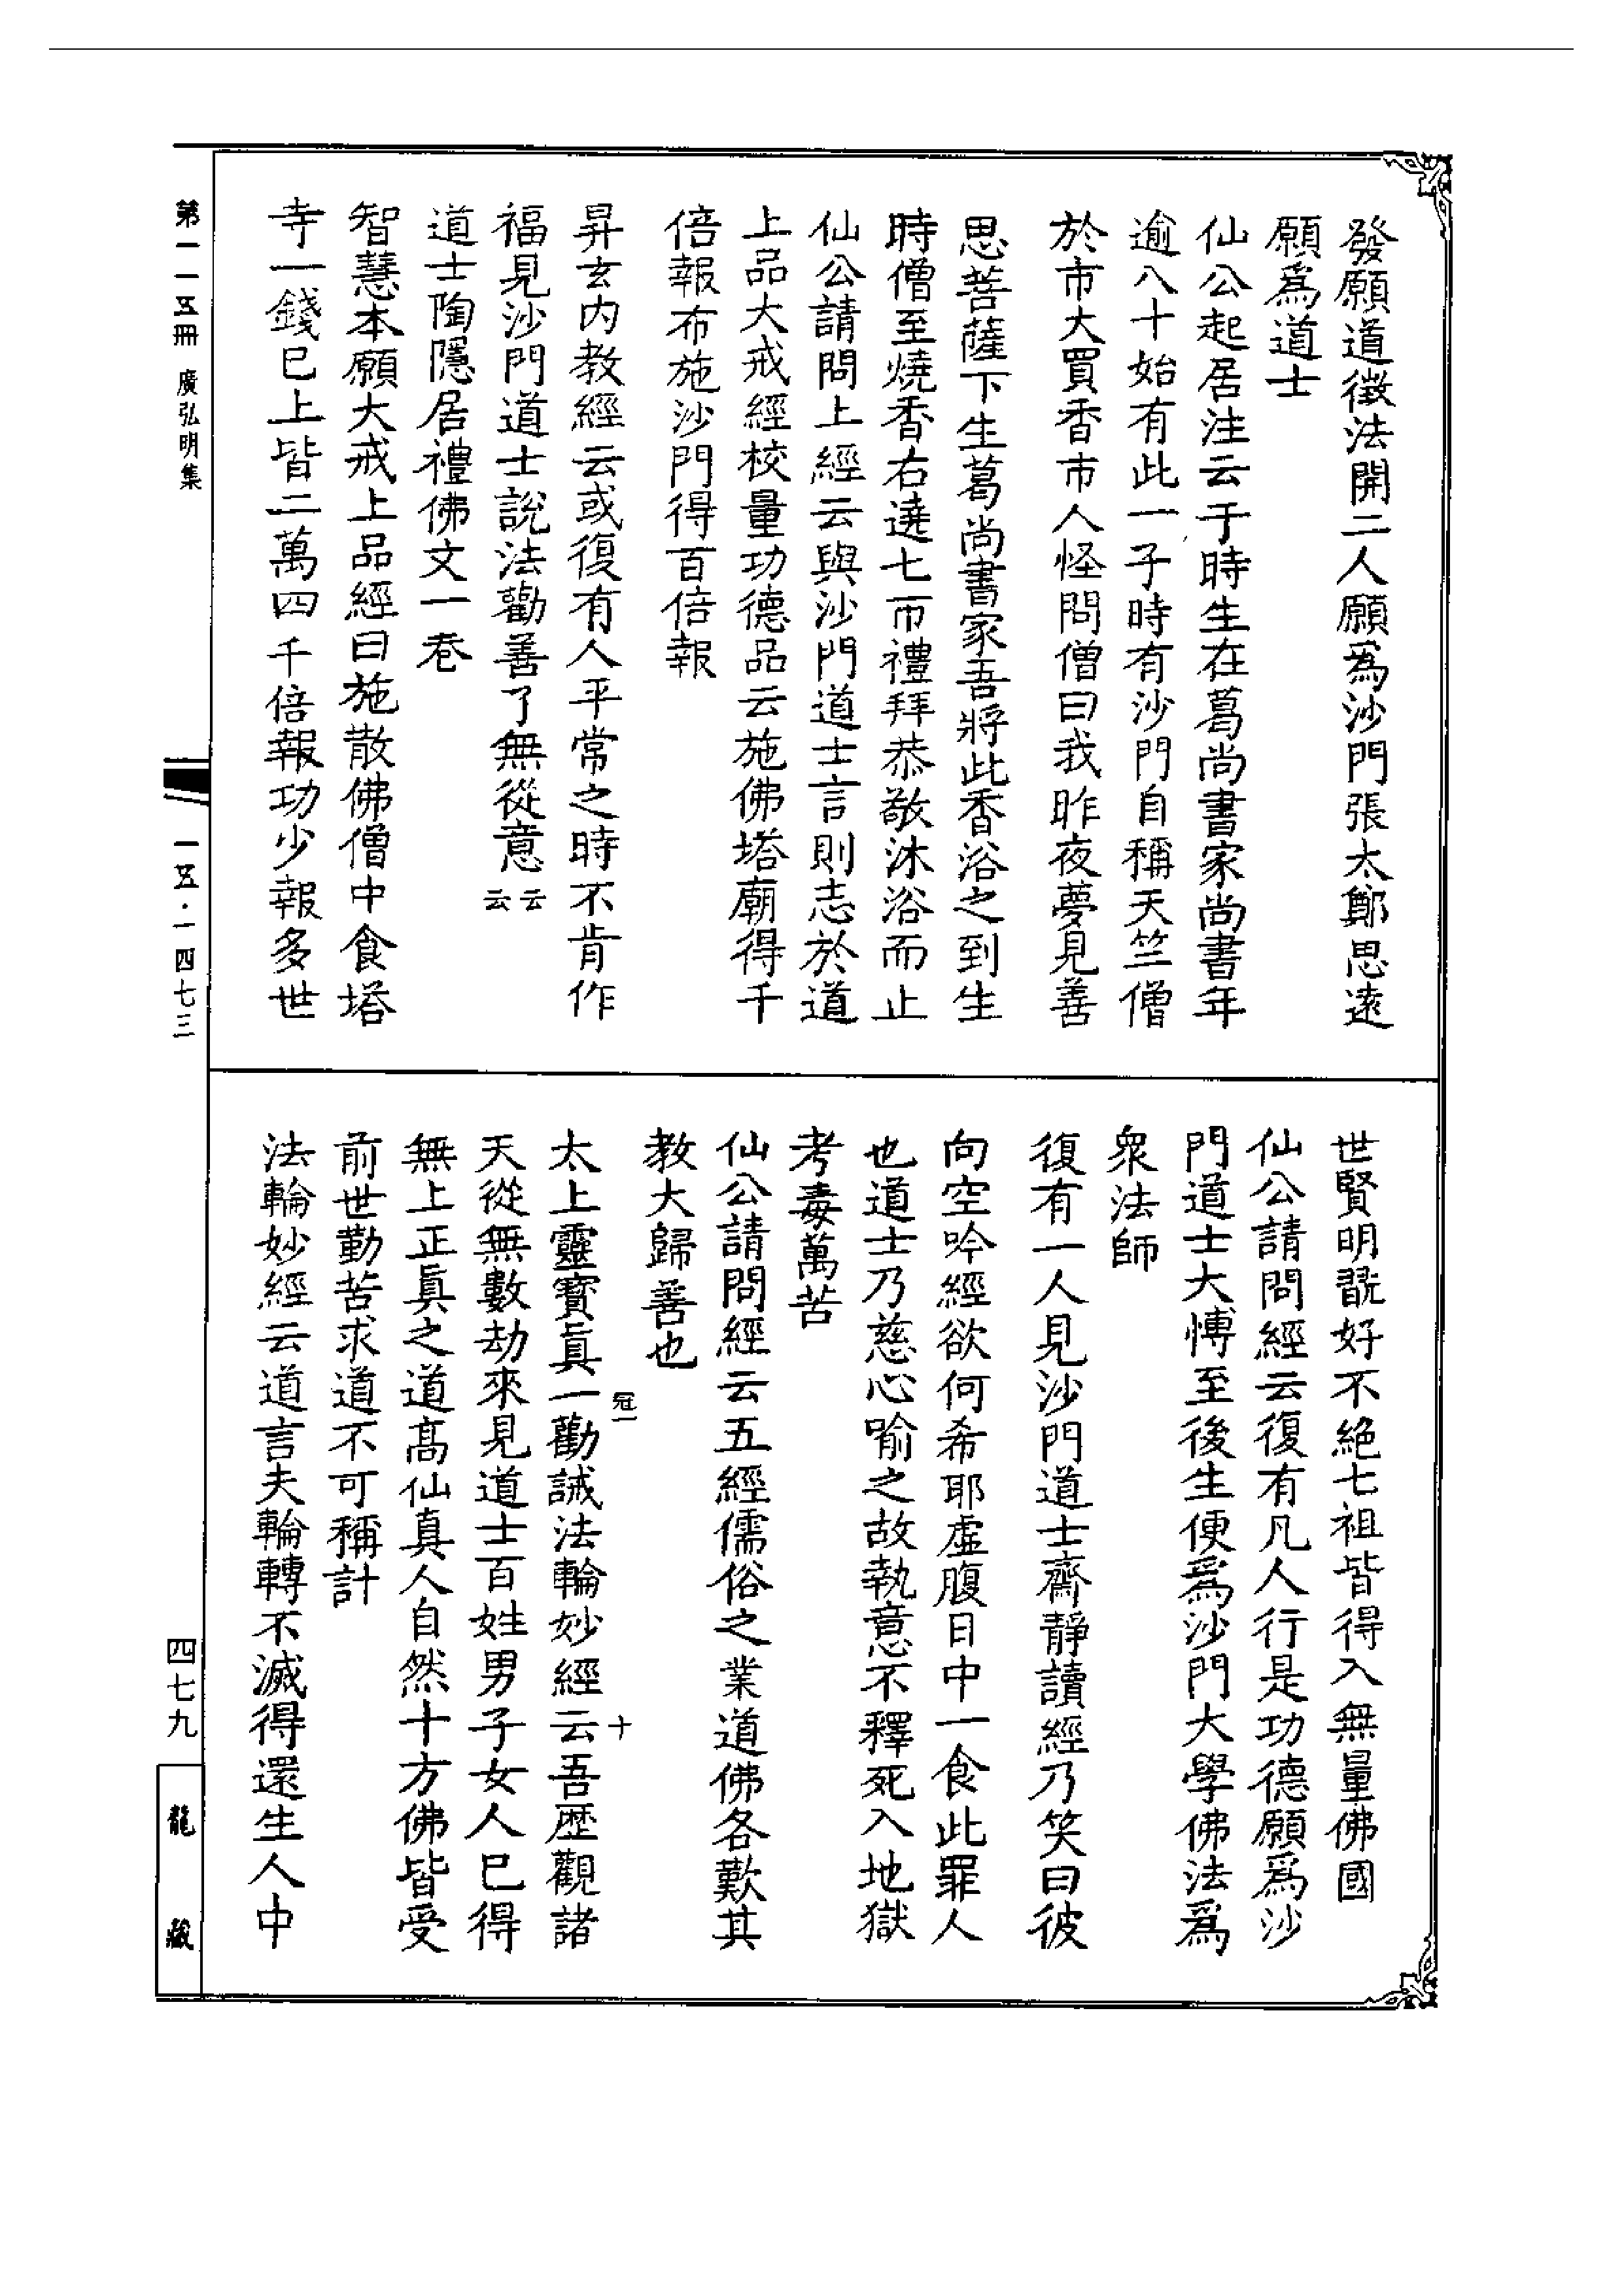 發願道徵法開二人願爲沙門張太鄭思遠
願爲道士
仙公起居注云于時生在葛尚書家尚書年
逾八十始有此一子時有沙門自稱天竺僧
於市大買香市人怪問僧曰我昨夜夢見善
思菩薩下生葛尚書家吾將此香浴之到生
時僧至燒香右遶七帀禮拜恭敬沐浴而止
仙公請問上經云與沙門道士言則志於道
上品大戒經校量功德品云施佛塔廟得千
倍報布施沙門得百倍報
昇玄内教經云或復有人平常之時不肯作
福見沙門道士說法勸善了無從意云云
道士陶隱居禮佛文一卷
智慧本願大戒上品經曰施散佛僧中食塔
寺一錢已上皆二萬四千倍報功少報多世
世賢明翫好不絶七祖皆得入無量佛國
仙公請問經云復有凡人行是功德願爲沙
門道士大慱至後生便爲沙門大學佛法爲
衆法師
復有一人見沙門道士齋靜讀經乃笑曰彼
向空吟經欲何希耶虛腹日中一食此罪人
也道士乃慈心喻之故執意不釋死入地獄
考毒萬苦
仙公請問經云五經儒俗之業道佛各歎其
教大歸善也
冠一
十
太上靈寶眞一勸誡法輪妙經云吾歷觀諸
天從無數劫來見道士百姓男子女人已得
無上正眞之道高仙真人自然十方佛皆受
前世勤苦求道不可稱計
法輪妙經云道言夫輪轉不滅得還生人中
第一一五冊 廣弘明集
一五·一四七三
四七九
龍藏